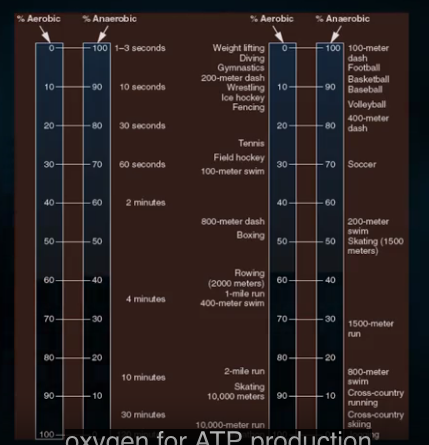 % Aerobic % Anaerobic
0 100 1–3 seconds
10 90 10 seconds
20 80 30 seconds
30 70 60 seconds
40 60 2 minutes
50 50
60 40
4 minutes
70 30
80 20
10 minutes
90 10
30 minutes
100
% Aerobic % Anaerobic
Weight lifting
Diving
Gymnastics
200-meter dash
Wrestling
Ice hockey
Fencing
Tennis
Field hockey
100-meter swim
800-meter dash
Boxing
Rowing
(2000 meters)
1-mile run
400-meter swim
2-mile run
Skating
10,000 meters
10,000-meter run
0 100
10 90
20 80
30 70
40 60
50 50
60 40
70 30
80 20
90 10
100-meter
dash
Football
Basketball
Baseball
Volleyball
400-meter
dash
Soccer
200-meter
swim
Skating (1500
meters)
1500-meter
run
800-meter
swim
Cross-country
running
Cross-country
skiing
oxygen for ATP production